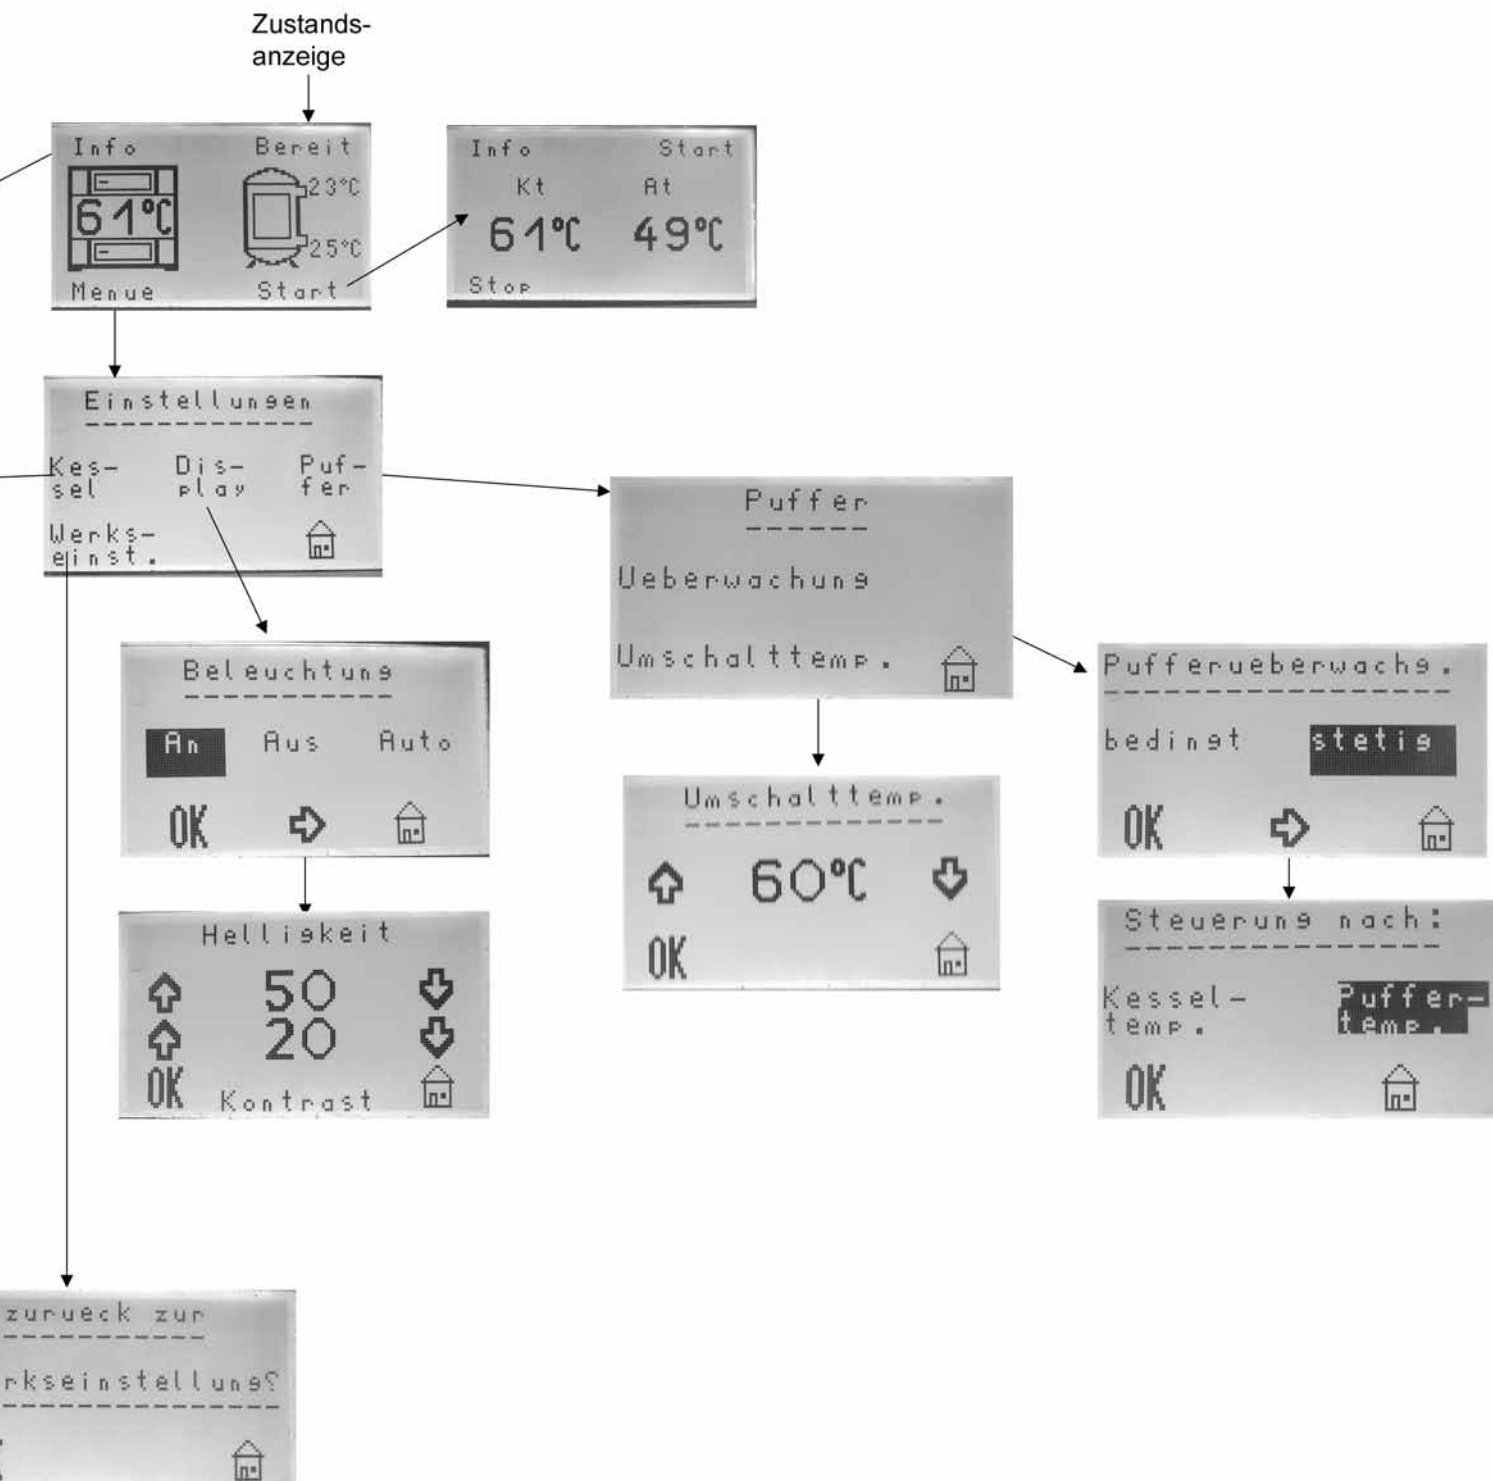 Zustands-
anzeige
Info Bereit
61°C
23°C
25°C
Menue Start
Info Start
Kt At
61°C 49°C
Stop
Einstellungen
Kes-
sel
Dis-
play
Puf-
fer
Werks-
einst.
Puffer
Ueberwachung
Umschalttemp.
Beleuchtung
An Aus Auto
OK
Pufferueberwachg.
bedingt stetig
OK
Umschalttemp.
60°C
OK
Helligkeit
50
20
OK Kontrast
Steuerung nach:
Kessel-
temp.
Puffer-
temp.
OK
zurueck zur
rkseinstellung?